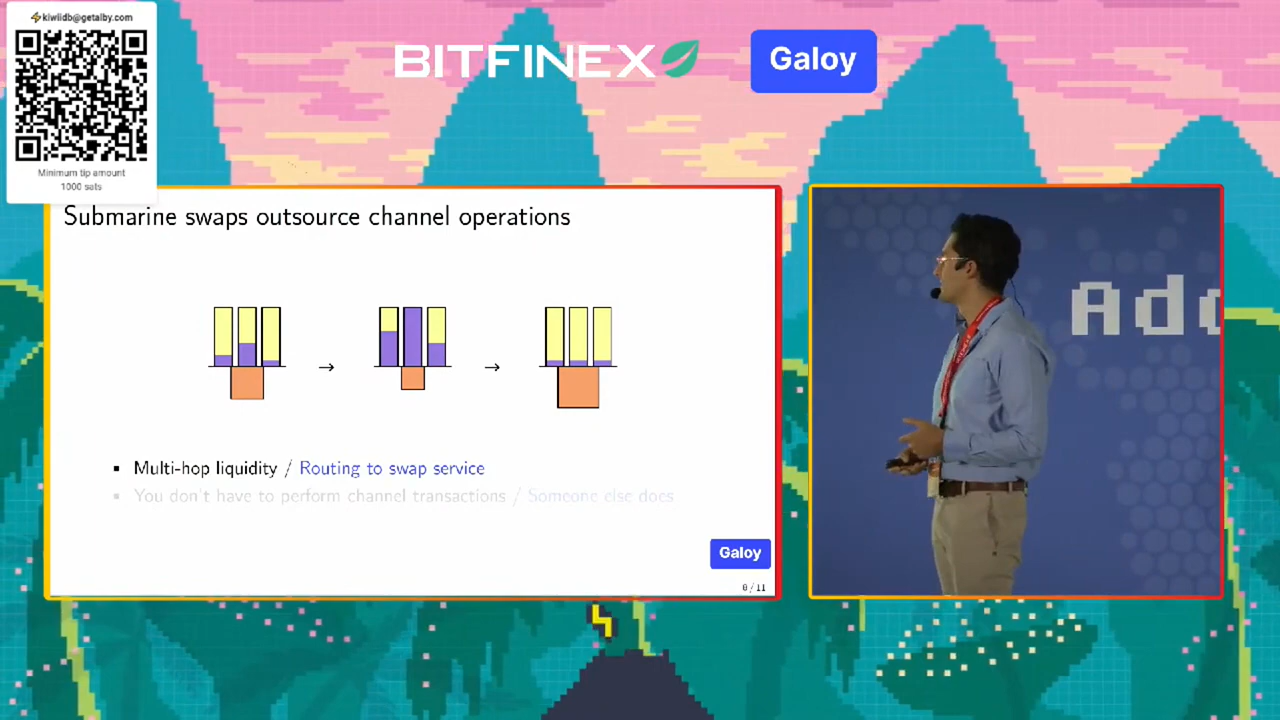 ⚡kiwiidb@getalby.com
Minimum tip amount
1000 sats
BITFINEX
Galoy
Submarine swaps outsource channel operations
→
→
▪ Multi-hop liquidity / Routing to swap service
▪ You don't have to perform channel transactions / Someone else does
Galoy
8/11
Ado